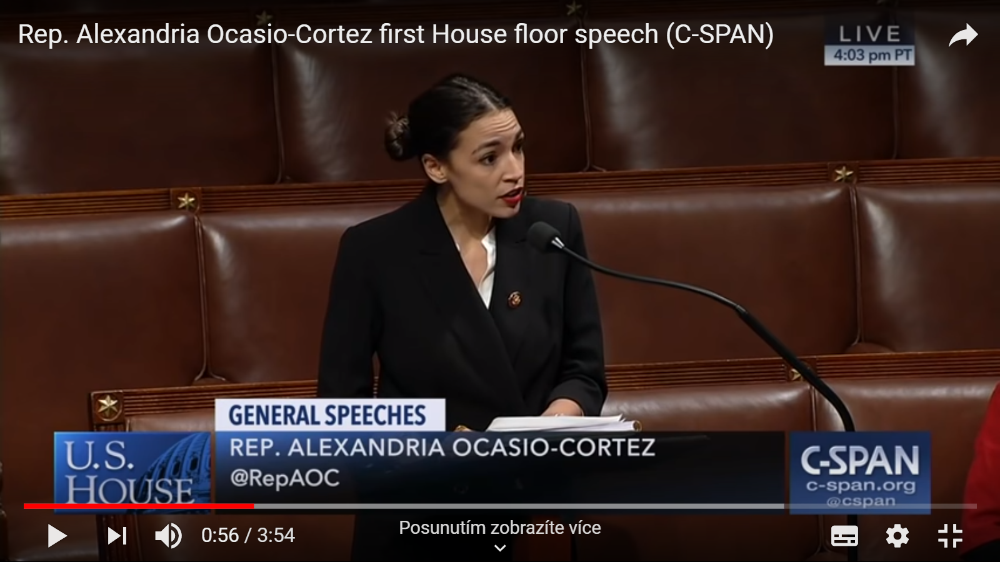 Rep. Alexandria Ocasio-Cortez first House floor speech (C-SPAN)
LIVE
4:03 pm PT
GENERAL SPEECHES
U.S.
HOUSE
REP. ALEXANDRIA OCASIO-CORTEZ
@RepAOC
C-SPAN
c-span.org
@cspan
0:56 / 3:54
Posunutím zobrazíte více